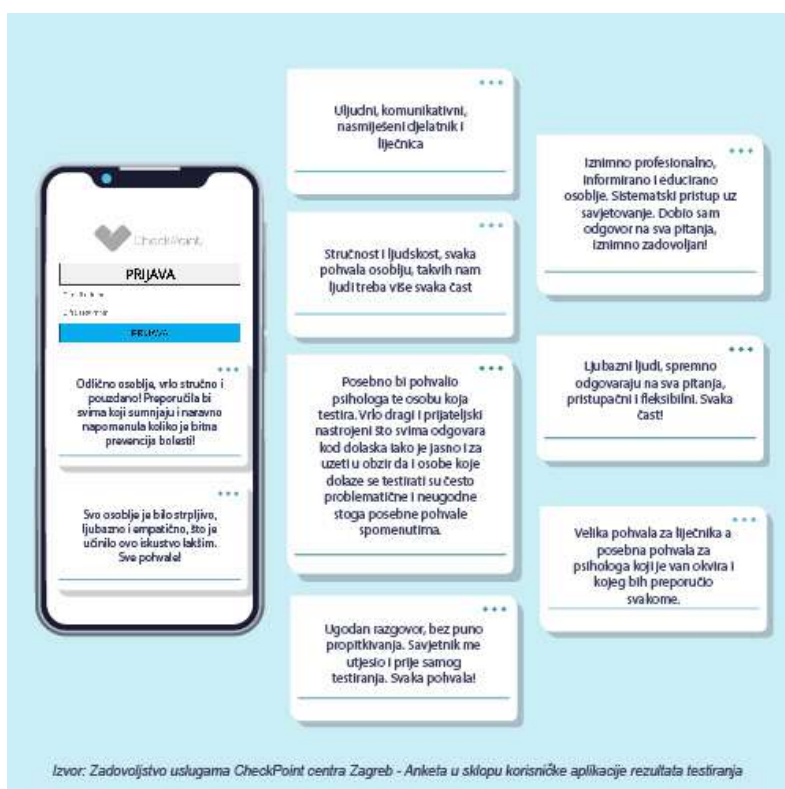 CheckPoint
PRIJAVA
PRIJAVA
Odlično osoblje, vrlo stručno i
pouzdano! Preporučila bi
svima koji sumnjaju i naravno
napomenula koliko je bitna
prevencija bolesti!
Svo osoblje je bilo strpljivo,
ljubazno i empatično, što je
učinilo ovo iskustvo lakšim.
Sve pohvale!
Uljudni, komunikativni,
nasmiješeni djelatnik i
liječnica
Stručnost i ljudskost, svaka
pohvala osoblju, takvih nam
ljudi treba više svaka čast
Posebno bi pohvalio
psihologa te osobu koja
testira. Vrlo dragi i prijateljski
nastrojeni što svima odgovara
kod dolaska iako je jasno i za
uzeti u obzir da i osobe koje
dolaze se testirati su često
problematične i neugodne
stoga posebne pohvale
spomenutima.
Ugodan razgovor, bez puno
propitkivanja. Savjetnik me
utješio i prije samog
testiranja. Svaka pohvala!
Iznimno profesionalno,
informirano i educirano
osoblje. Sistematski pristup uz
savjetovanje. Dobio sam
odgovor na sva pitanja,
iznimno zadovoljan!
Ljubazni ljudi, spremno
odgovaraju na sva pitanja,
pristupačni i fleksibilni. Svaka
čast!
Velika pohvala za liječnika a
posebna pohvala za
psihologa koji je van okvira i
kojeg bih preporučio
svakome.
Izvor: Zadovoljstvo uslugama CheckPoint centra Zagreb - Anketa u sklopu korisničke aplikacije rezultata testiranja